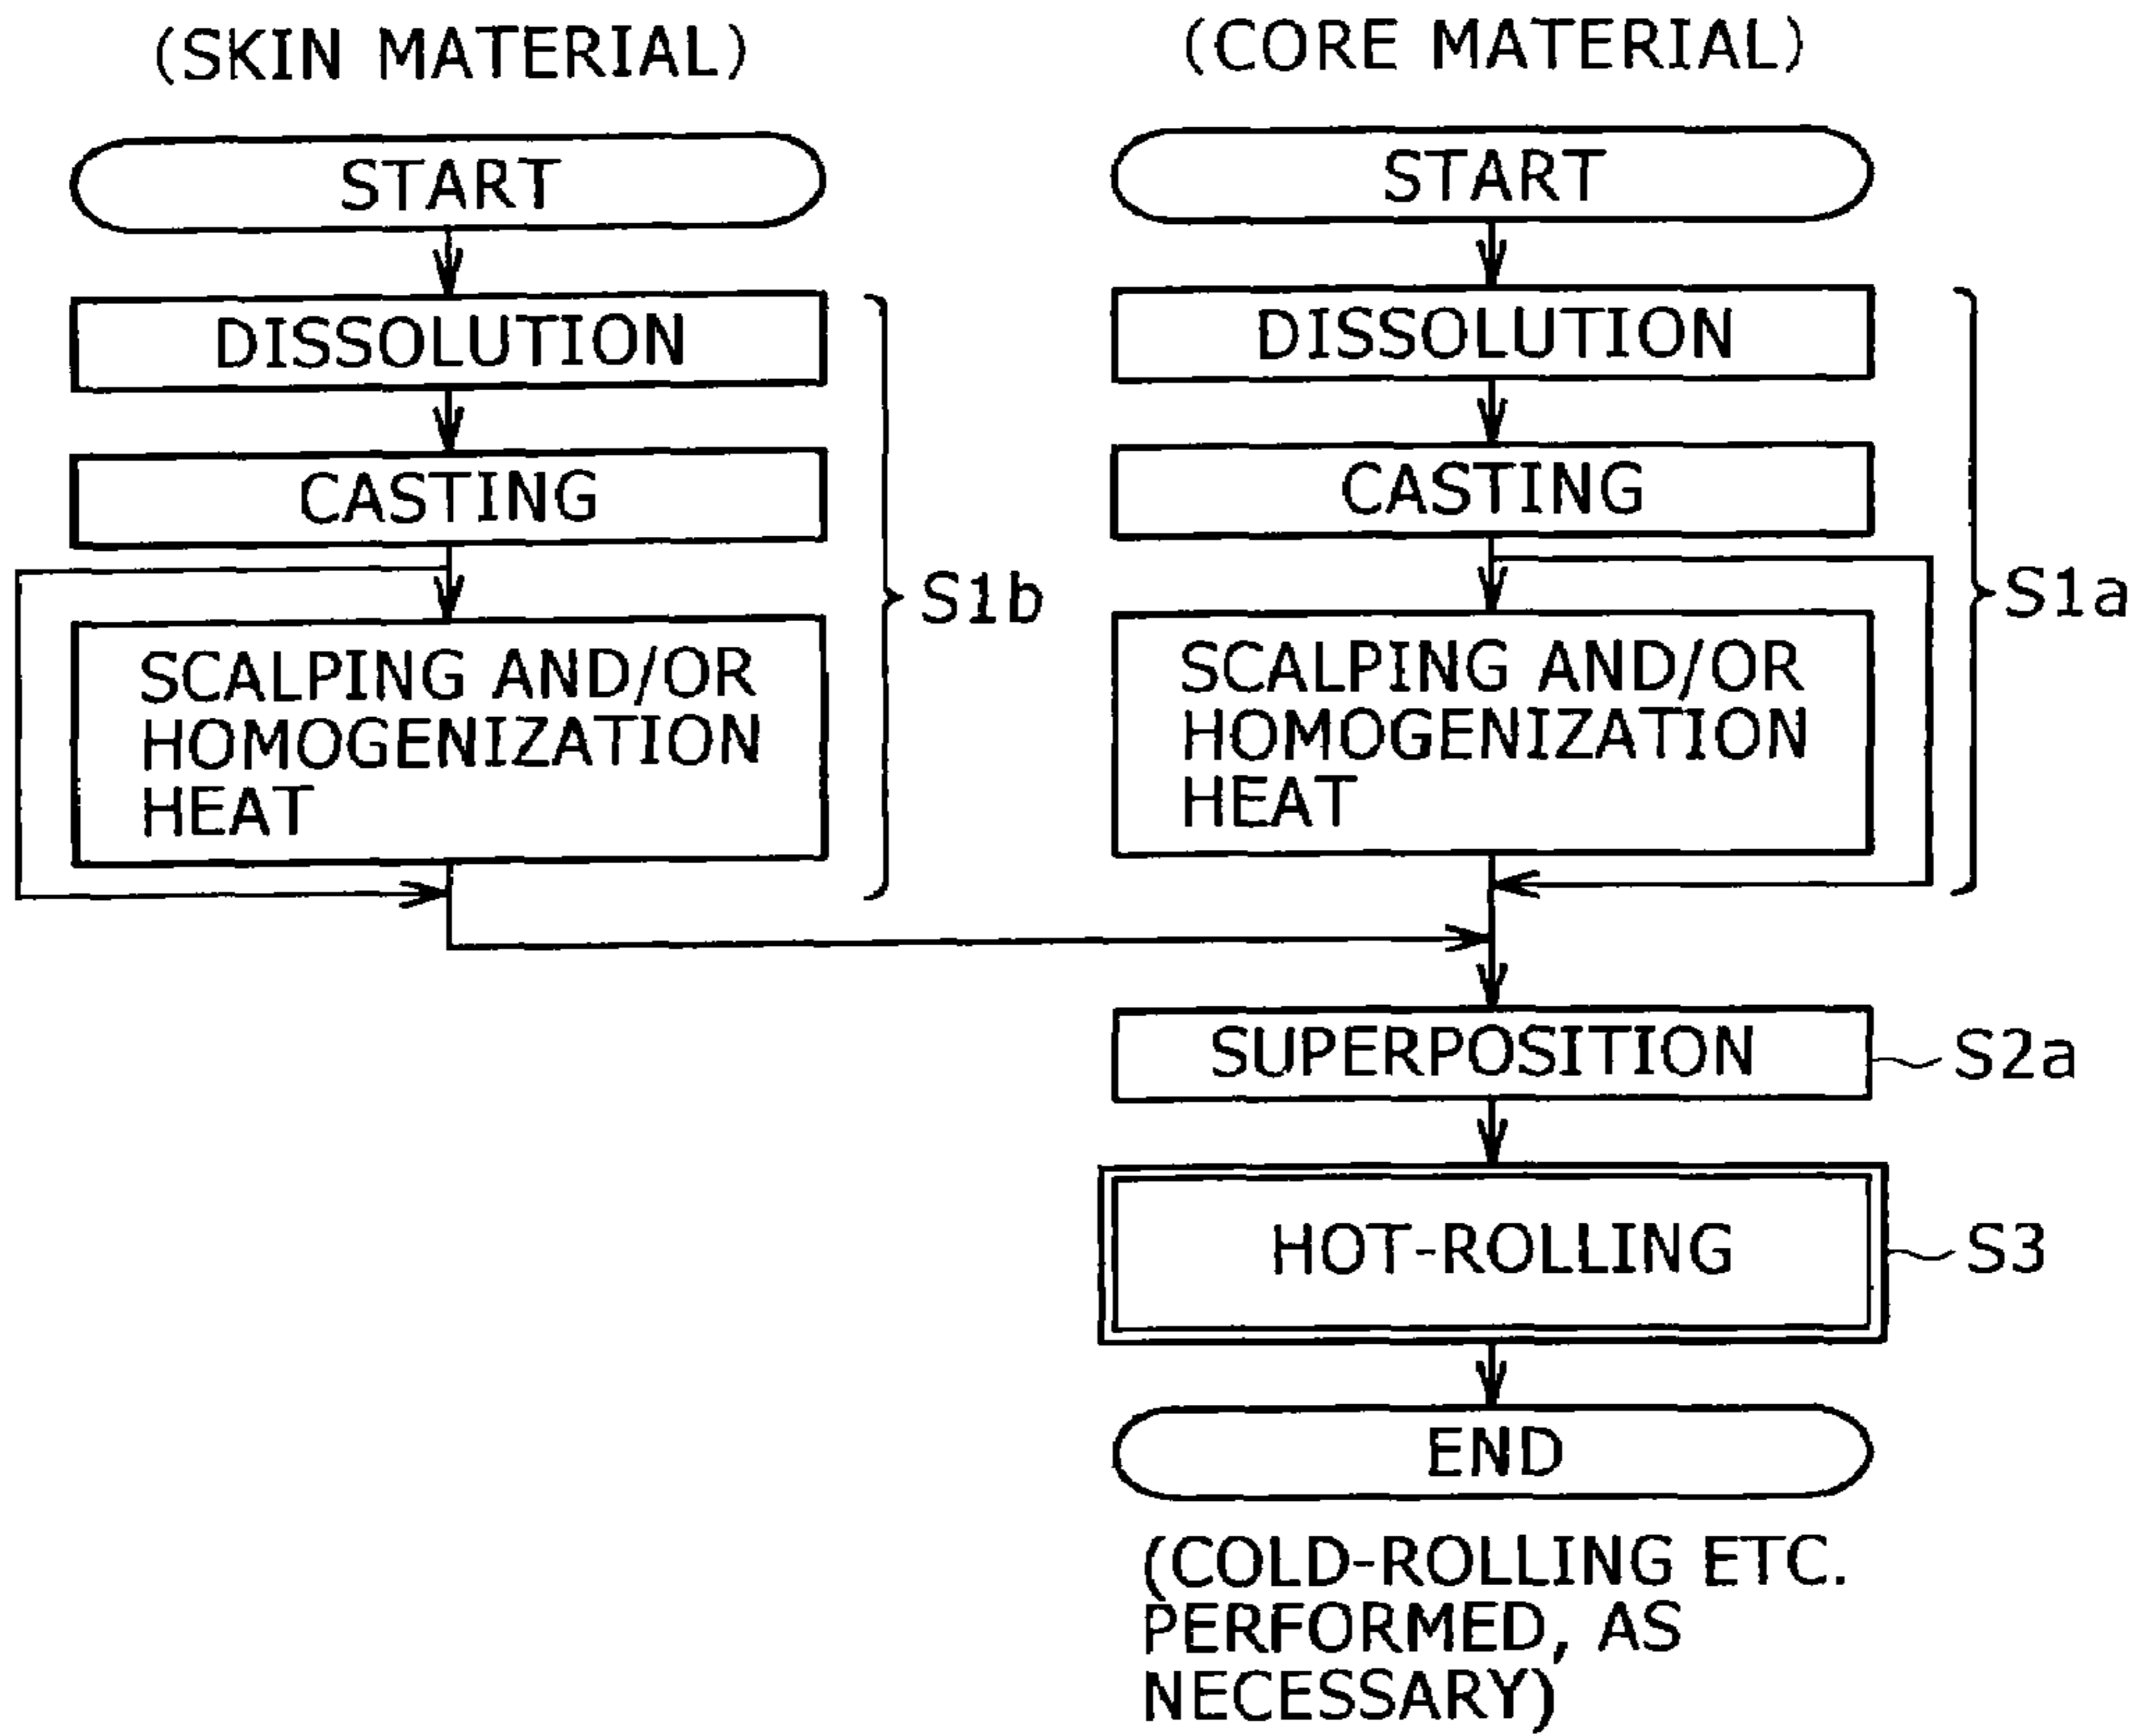 (SKIN MATERIAL)
START
DISSOLUTION
CASTING
SCALPING AND/OR
HOMOGENIZATION
HEAT
S1b
(CORE MATERIAL)
START
DISSOLUTION
CASTING
SCALPING AND/OR
HOMOGENIZATION
HEAT
S1a
SUPERPOSITION
S2a
HOT-ROLLING
S3
END
(COLD-ROLLING ETC.
PERFORMED, AS
NECESSARY)